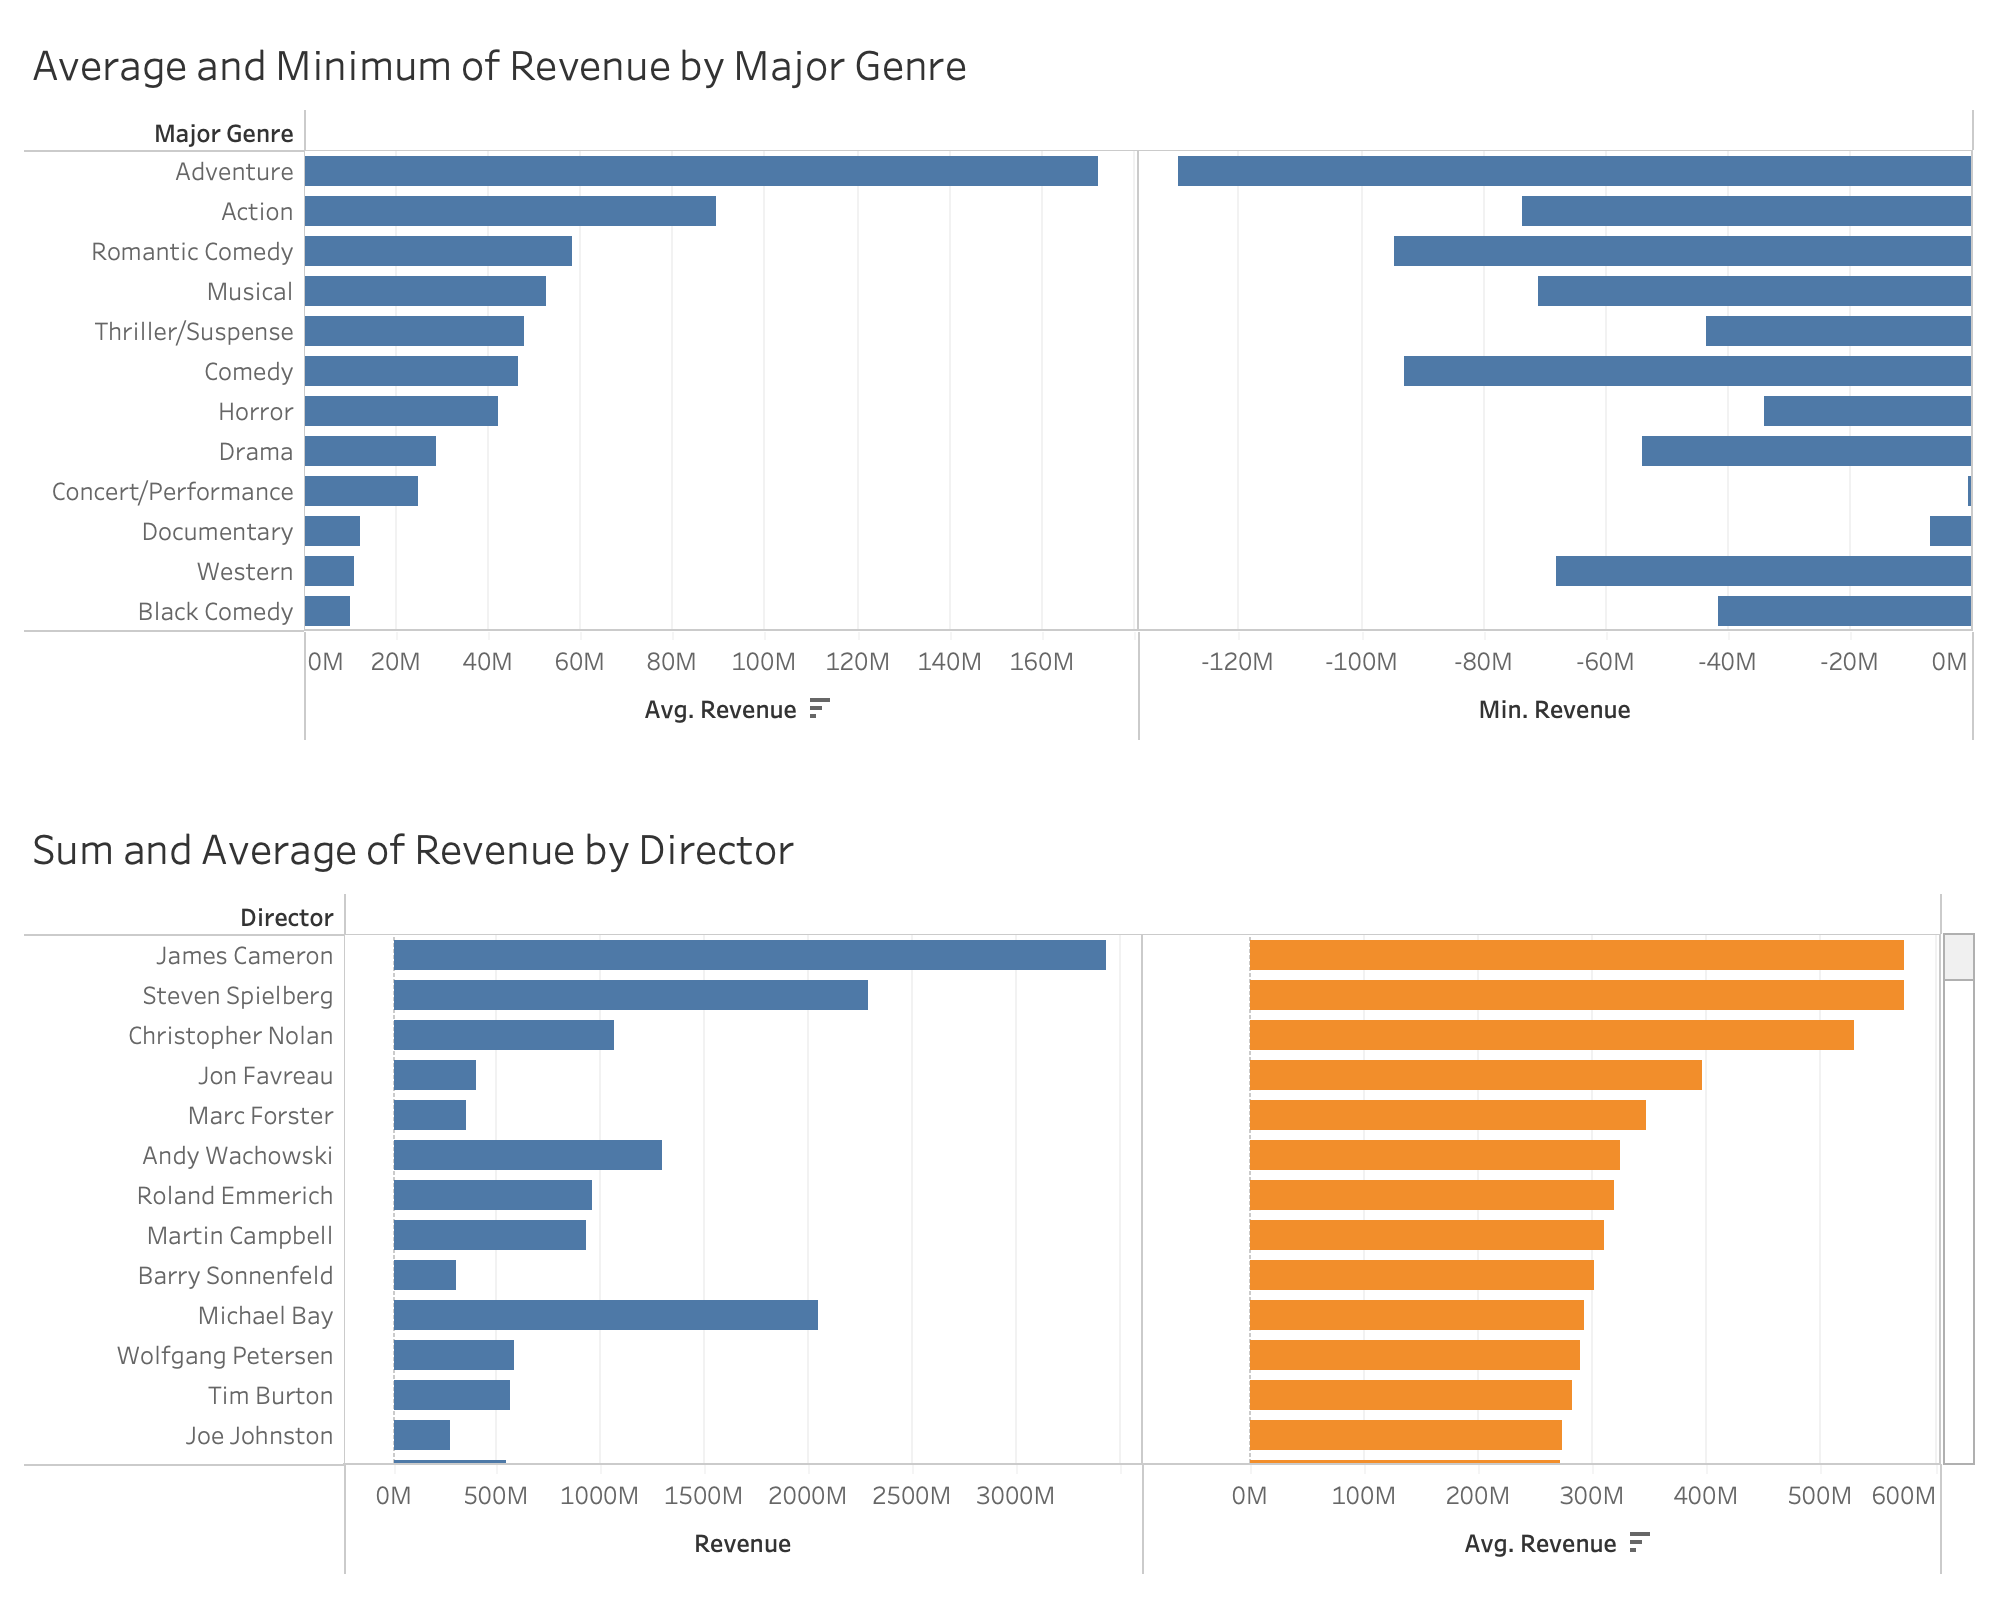 Average and Minimum of Revenue by Major Genre
Major Genre
Adventure
Action
Romantic Comedy
Musical
Thriller/Suspense
Comedy
Horror
Drama
Concert/Performance
Documentary
Western
Black Comedy
0M 20M 40M 60M 80M 100M 120M 140M 160M -120M -100M -80M -60M -40M -20M 0M
Avg. Revenue Min. Revenue
Sum and Average of Revenue by Director
Director
James Cameron
Steven Spielberg
Christopher Nolan
Jon Favreau
Marc Forster
Andy Wachowski
Roland Emmerich
Martin Campbell
Barry Sonnenfeld
Michael Bay
Wolfgang Petersen
Tim Burton
Joe Johnston
0M 500M 1000M 1500M 2000M 2500M 3000M 0M 100M 200M 300M 400M 500M 600M
Revenue Avg. Revenue